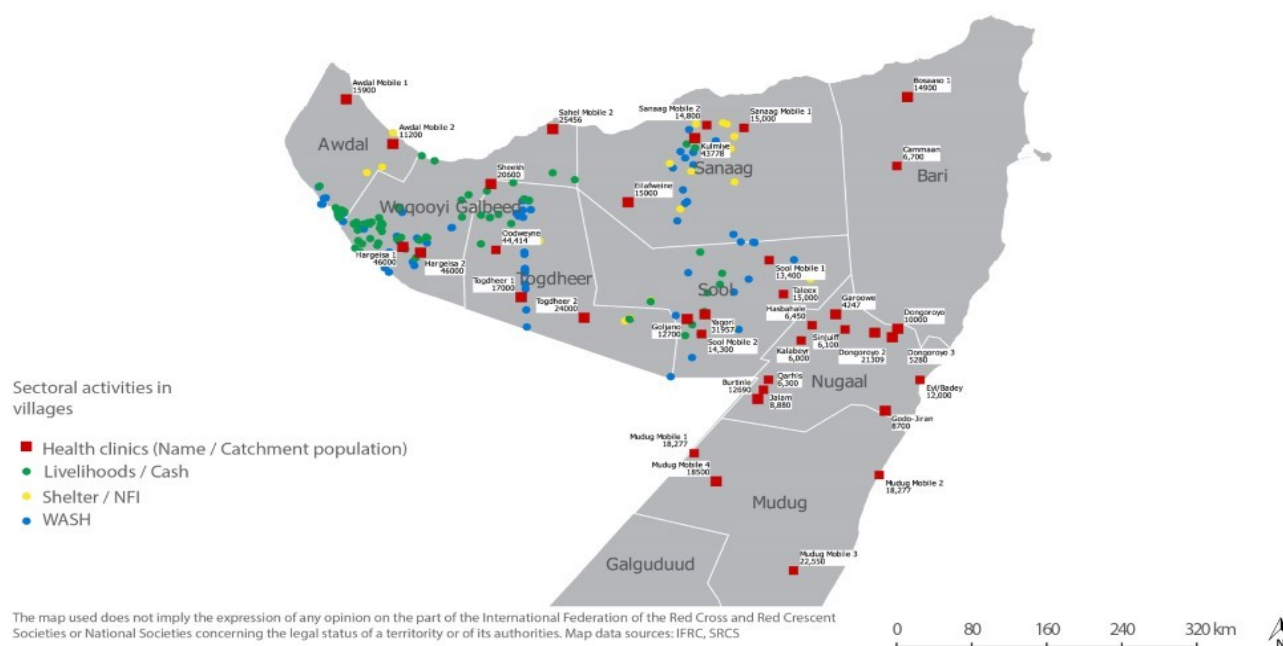 Awdal Mobile 1
15900
Awdal Mobile 2
11200
Awdal
Sahel Mobile 2
25456
Sanaag Mobile 2
14,800
Sanaag Mobile 1
15,000
Kulmiye
43778
Sanaag
Bosaaso 1
14900
Cammaan
6,700
Bari
Sheekh
20600
Eilafweine
15000
Woqooyi Galbeed
Oodweyne
44,414
Hargeisa 1
46000
Hargeisa 2
46000
Togdheer
Togdheer 1
17000
Togdheer 2
24000
Sool Mobile 1
13,400
Sool
Taleex
15,000
Hasbahale
6,450
Garoowe
4247
Dongoroyo
10000
Goljano
12700
Yagori
31957
Sool Mobile 2
14,300
Sinjuiff
6,100
Kalabeyr
6,000
Dongoroyo 2
21309
Dongoroyo 3
5280
Nugaal
Qarhis
6,300
Burtinle
12690
Jalam
8,880
Eyl/Badey
12,000
Godo-Jiran
8700
Mudug Mobile 1
18,277
Mudug Mobile 4
18500
Mudug Mobile 2
18,277
Mudug
Mudug Mobile 3
22,550
Galguduud
Sectoral activities in
villages
Health clinics (Name / Catchment population)
Livelihoods / Cash
Shelter / NFI
WASH
The map used does not imply the expression of any opinion on the part of the International Federation of the Red Cross and Red Crescent
Societies or National Societies concerning the legal status of a territory or of its authorities. Map data sources: IFRC, SRCS
0 80 160 240 320 km
N